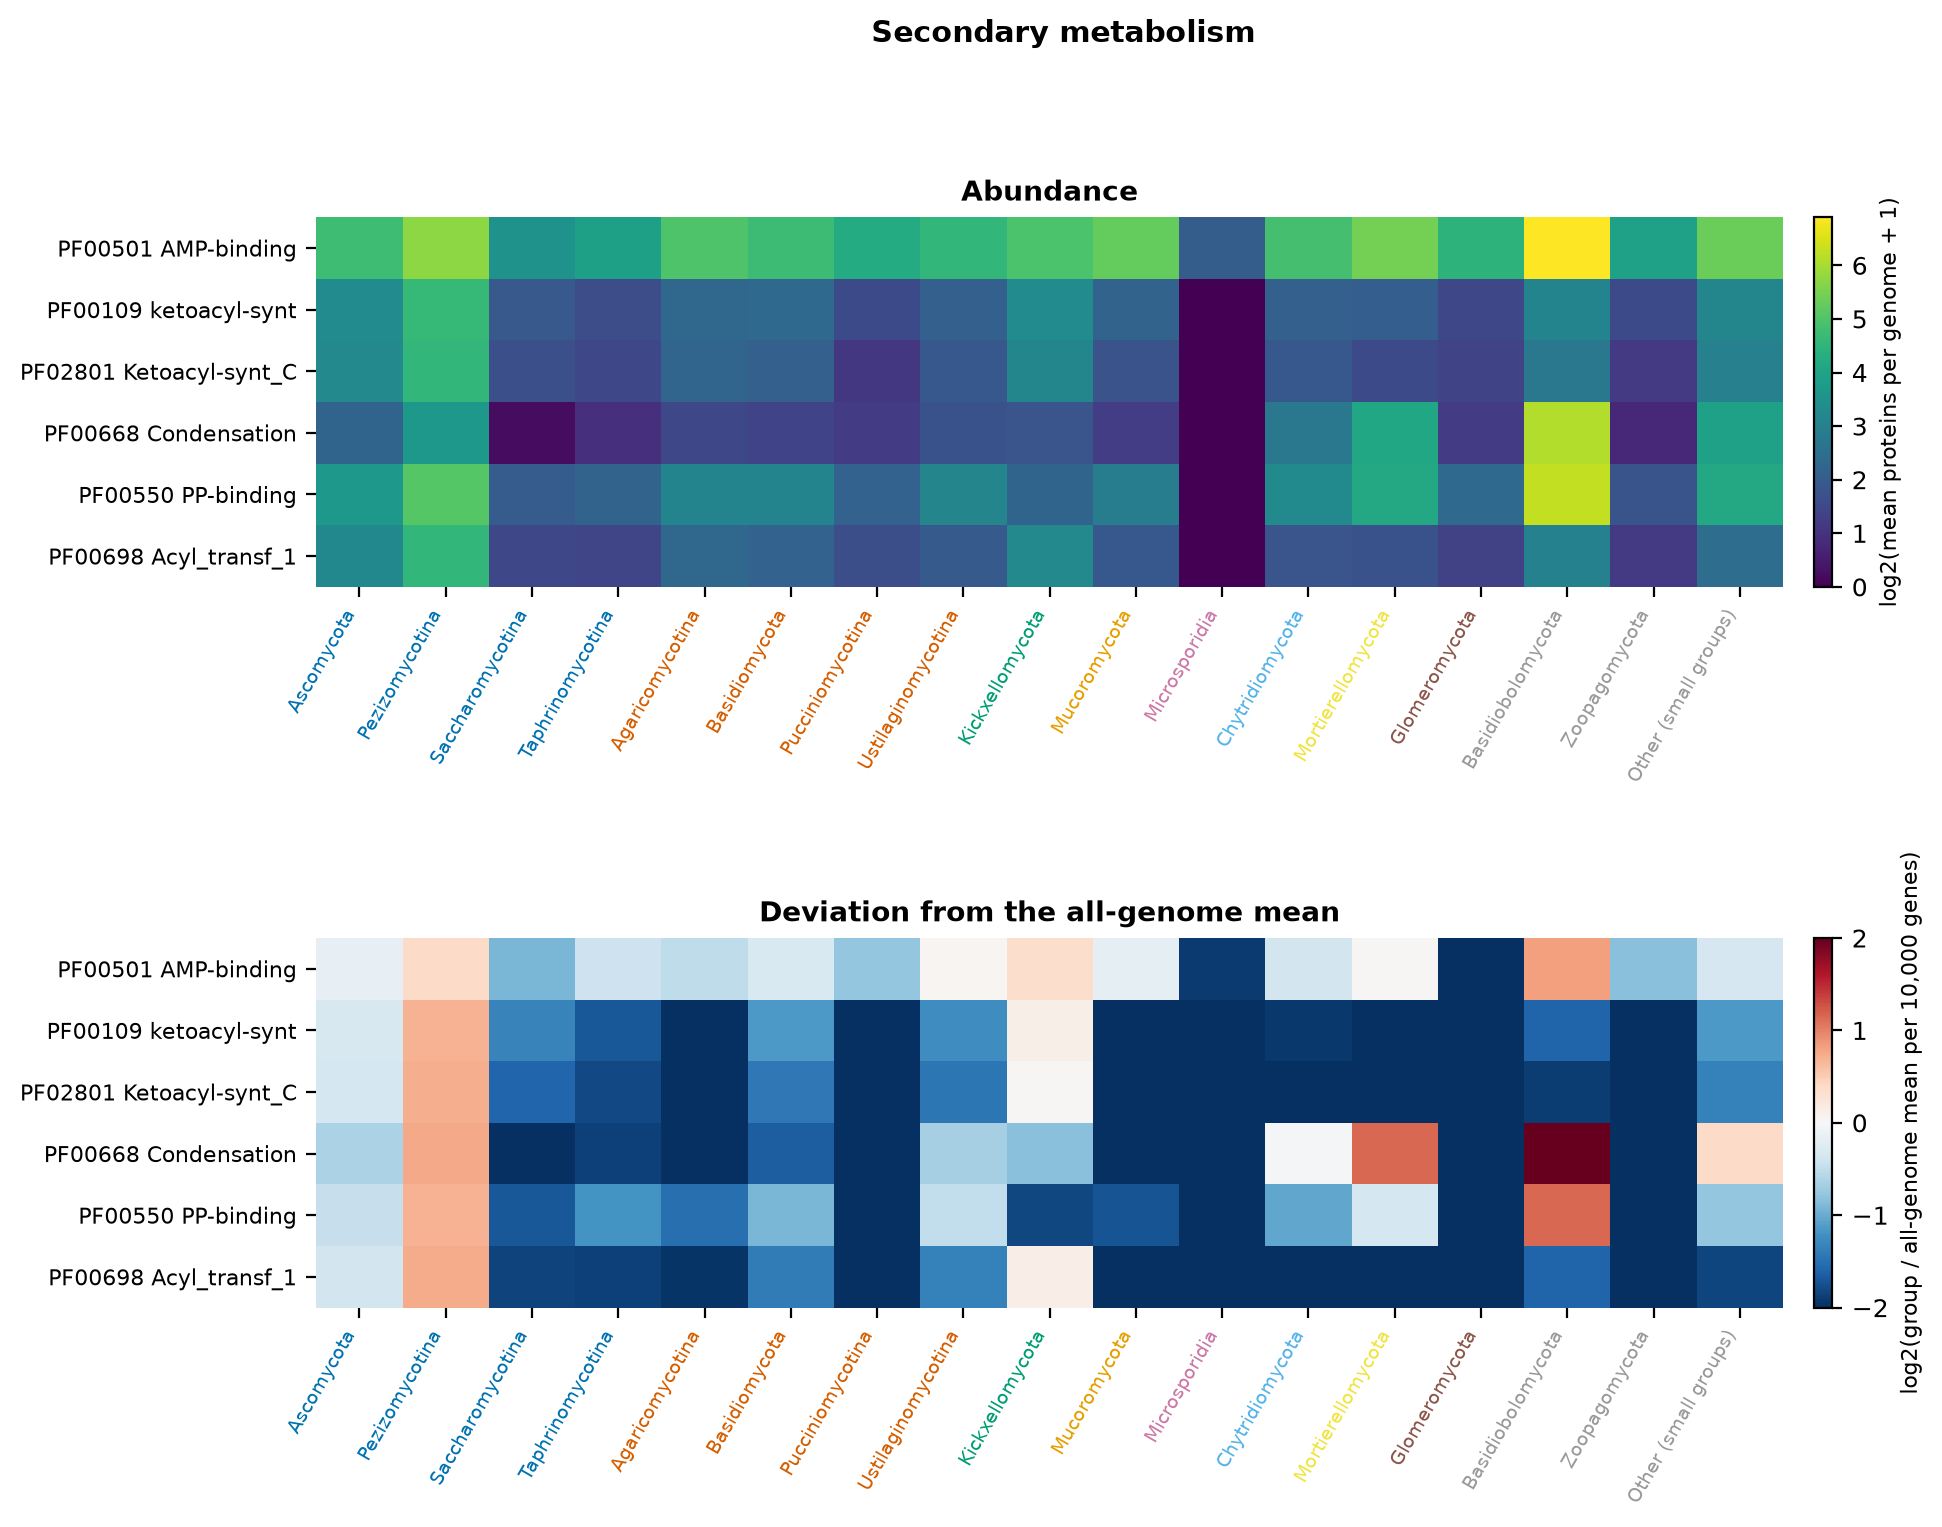 Secondary metabolism
Abundance
PF00501 AMP-binding
PF00109 ketoacyl-synt
PF02801 Ketoacyl-synt_C
PF00668 Condensation
PF00550 PP-binding
PF00698 Acyl_transf_1
Ascomycota
Pezizomycotina
Saccharomycotina
Taphrinomycotina
Agaricomycotina
Basidiomycota
Pucciniomycotina
Ustilaginomycotina
Kickxellomycota
Mucoromycota
Microsporidia
Chytridiomycota
Mortierellomycota
Glomeromycota
Basidiobolomycota
Zoopagomycota
Other (small groups)
6
5
4
3
2
1
0
log2(mean proteins per genome + 1)
Deviation from the all-genome mean
PF00501 AMP-binding
PF00109 ketoacyl-synt
PF02801 Ketoacyl-synt_C
PF00668 Condensation
PF00550 PP-binding
PF00698 Acyl_transf_1
Ascomycota
Pezizomycotina
Saccharomycotina
Taphrinomycotina
Agaricomycotina
Basidiomycota
Pucciniomycotina
Ustilaginomycotina
Kickxellomycota
Mucoromycota
Microsporidia
Chytridiomycota
Mortierellomycota
Glomeromycota
Basidiobolomycota
Zoopagomycota
Other (small groups)
2
1
0
−1
−2
log2(group / all-genome mean per 10,000 genes)